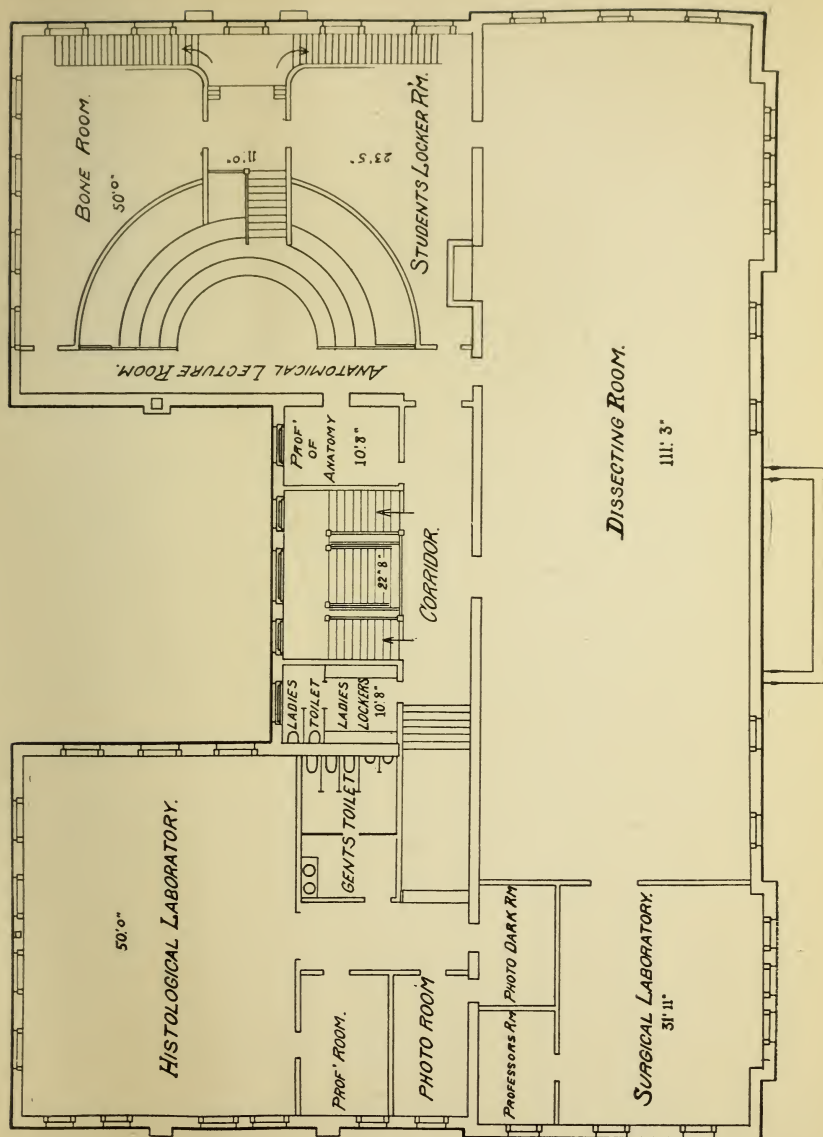 BONE ROOM.
50'0"
11'0"
23'5"
STUDENTS LOCKER R'M.
ANATOMICAL LECTURE ROOM.
PROF'
OF
ANATOMY
10'8"
22"8"
CORRIDOR.
LADIES
TOILET
LADIES
LOCKERS
10'8"
GENTS TOILET
HISTOLOGICAL LABORATORY.
50'0"
PROF' ROOM.
PHOTO ROOM
DISSECTING ROOM.
111'.3"
PHOTO DARK RM
PROFESSORS RM
SURGICAL LABORATORY.
31'11"